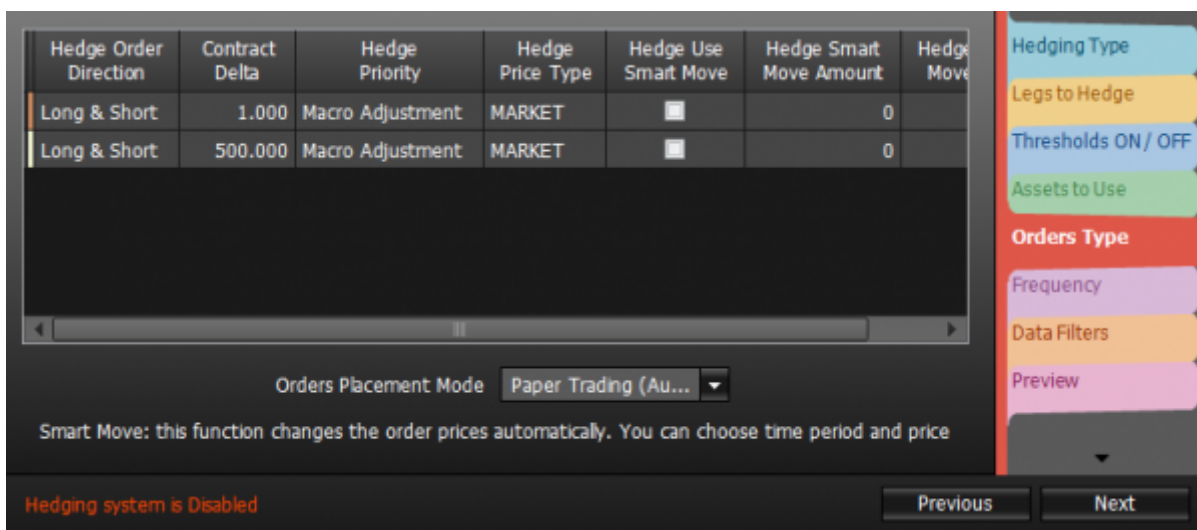 Hedge Order Direction Contract Delta Hedge Priority Hedge Price Type Hedge Use Smart Move Hedge Smart Move Amount Hedge Move
Long & Short 1.000 Macro Adjustment MARKET 0
Long & Short 500.000 Macro Adjustment MARKET 0
Orders Placement Mode Paper Trading (Au...
Smart Move: this function changes the order prices automatically. You can choose time period and price
Hedging system is Disabled
Previous Next
Hedging Type
Legs to Hedge
Thresholds ON / OFF
Assets to Use
Orders Type
Frequency
Data Filters
Preview